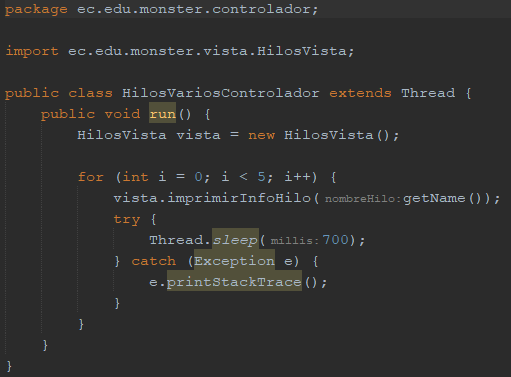 package ec.edu.monster.controlador;
import ec.edu.monster.vista.HilosVista;
public class HilosVariosControlador extends Thread {
public void run() {
HilosVista vista = new HilosVista();
for (int i = 0; i < 5; i++) {
vista.imprimirInfoHilo( nombreHilo: getName());
try {
Thread.sleep( millis: 700);
} catch (Exception e) {
e.printStackTrace();
}
}
}
}